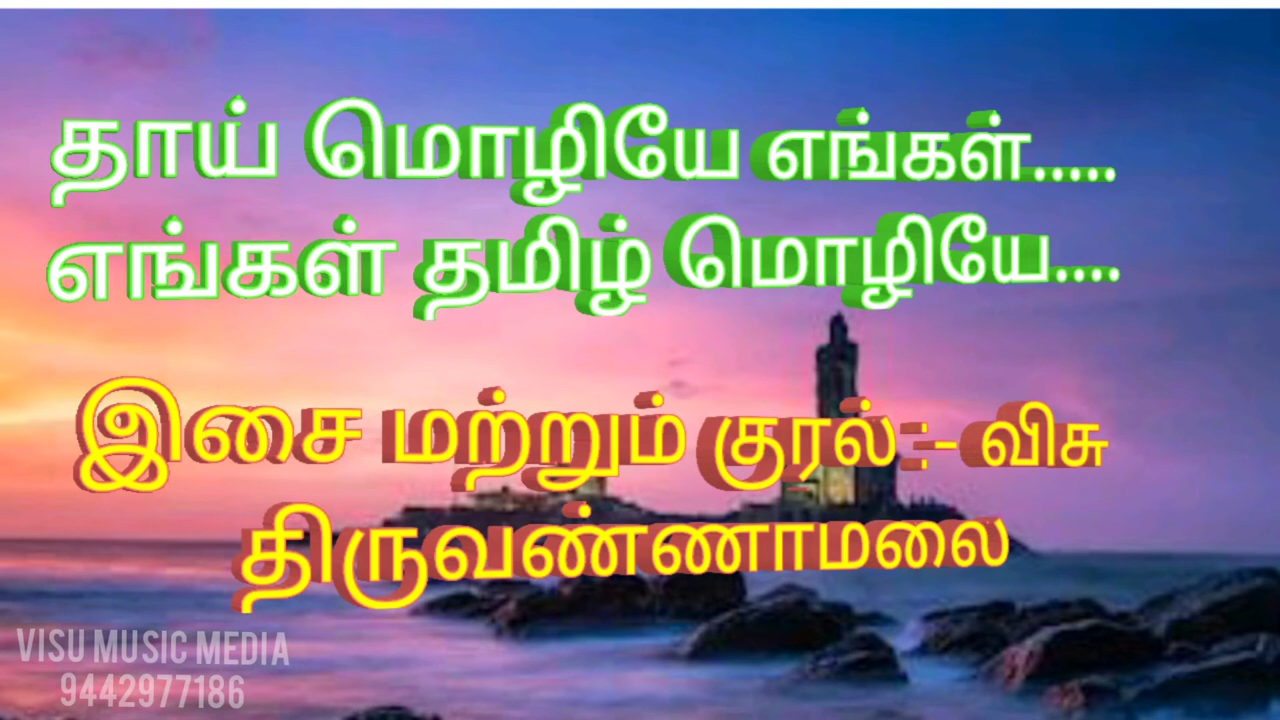 தாய் மொழியே எங்கள்.....
எங்கள் தமிழ் மொழியே....
இசை மற்றும் குரல் :- விசு
திருவண்ணாமலை
VISU MUSIC MEDIA
9442977186